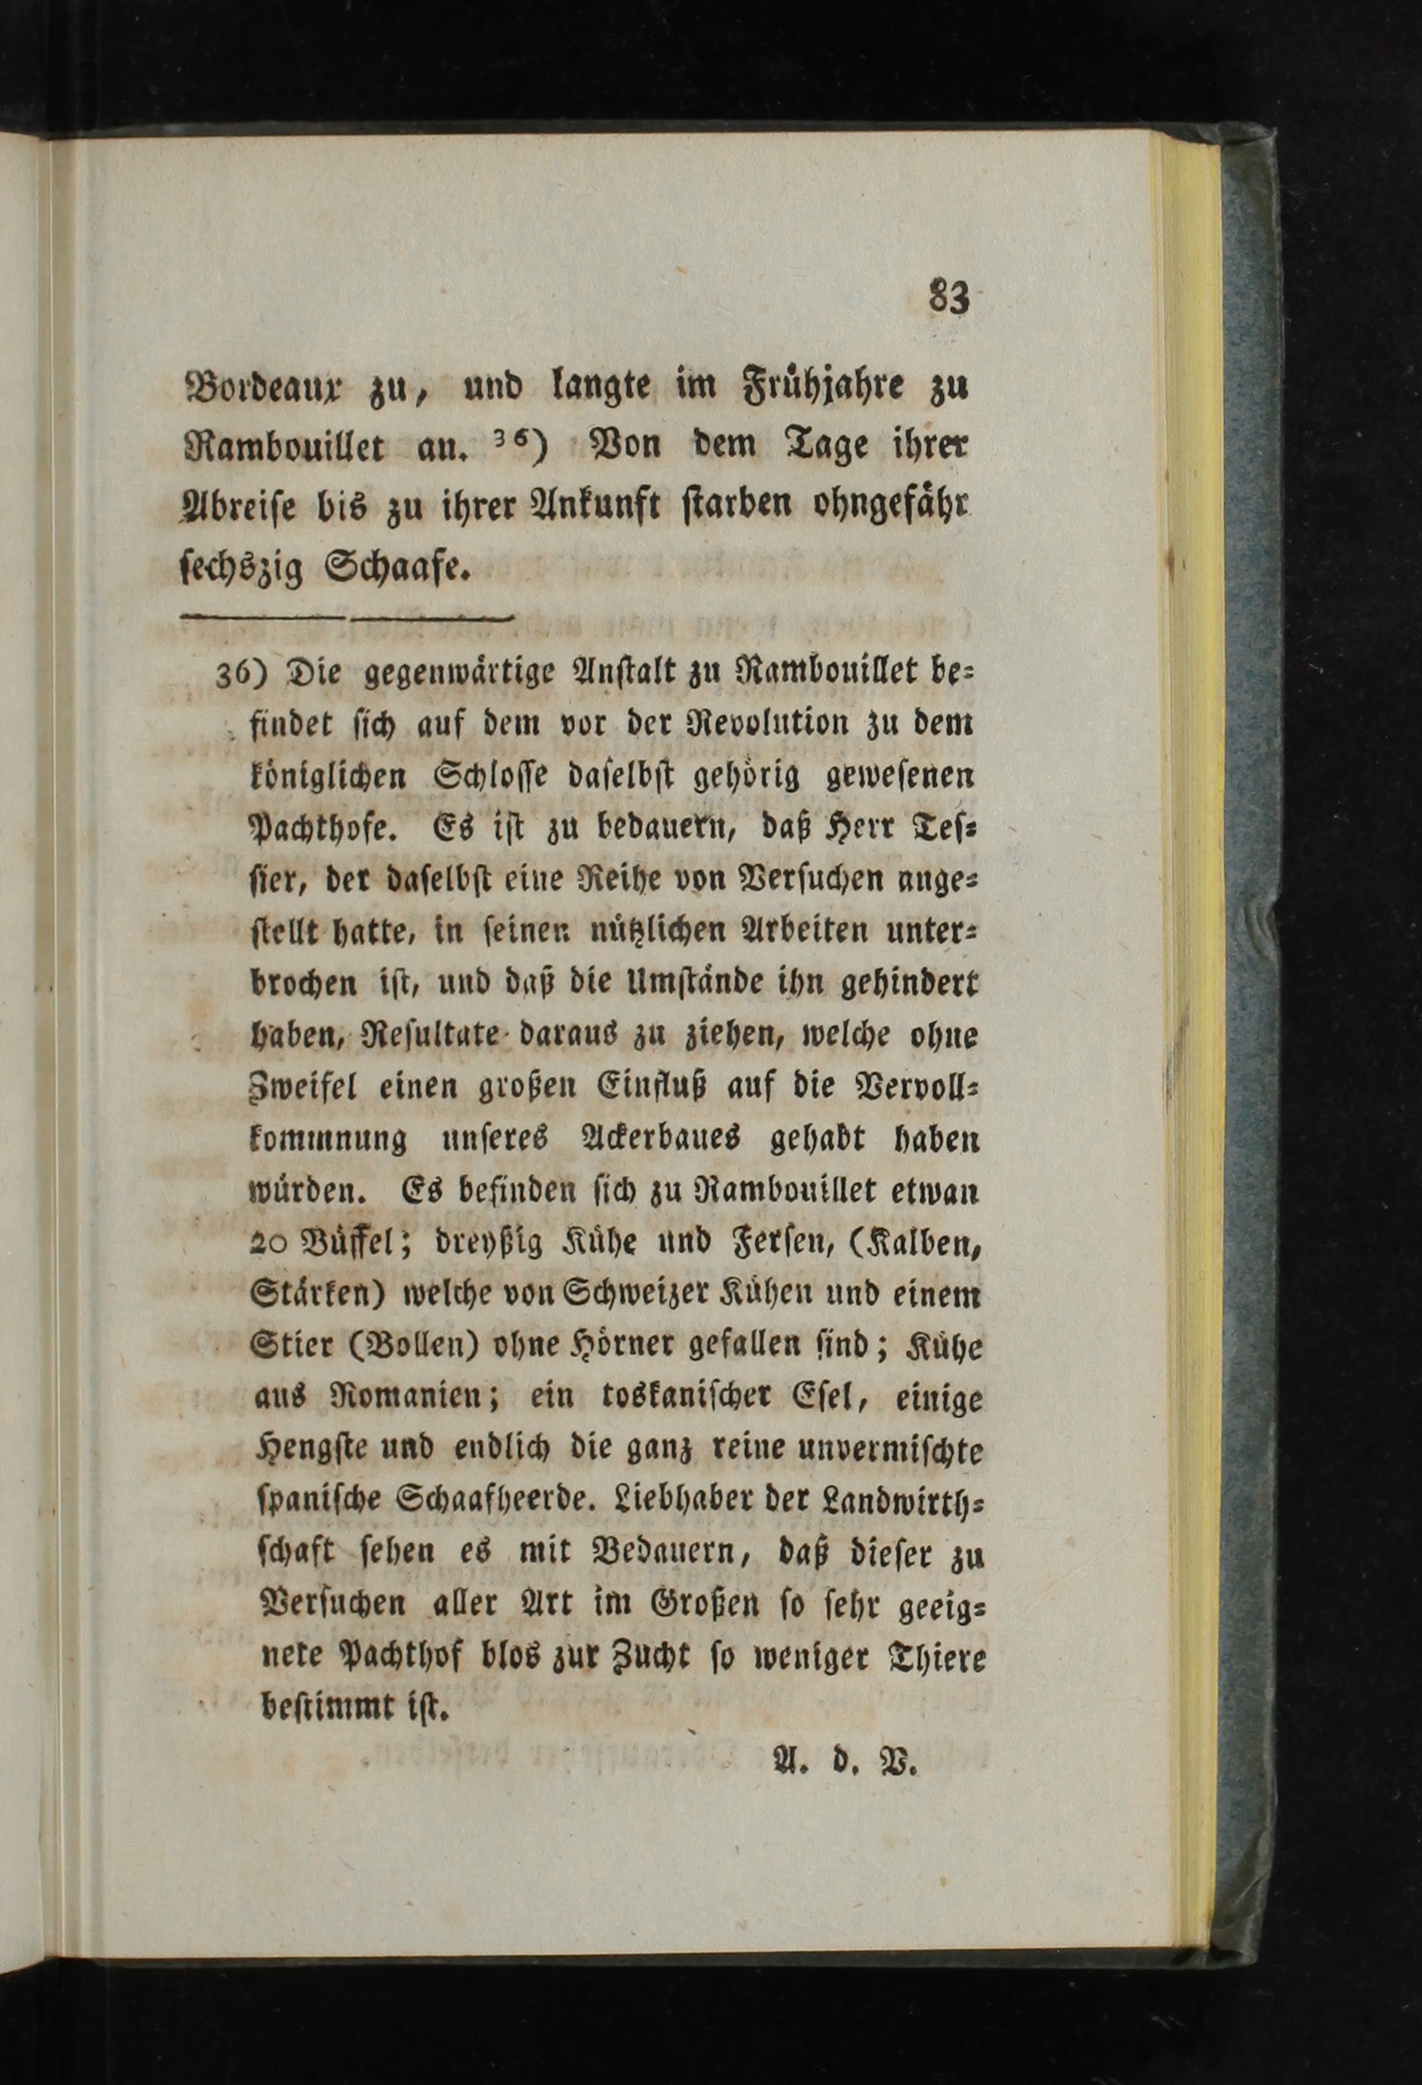 83
Bordeaux zu, und langte im Frühjahre zu
Rambouillet an. ³⁶) Von dem Tage ihrer
Abreiſe bis zu ihrer Ankunft ſtarben ohngefähr
ſechszig Schaafe.
36) Die gegenwärtige Anſtalt zu Rambouillet be⸗
findet ſich auf dem vor der Revolution zu dem
königlichen Schloſſe daſelbſt gehörig geweſenen
Pachthofe. Es iſt zu bedauern, daß Herr Teſ⸗
ſier, der daſelbſt eine Reihe von Verſuchen ange⸗
ſtellt hatte, in ſeinen nützlichen Arbeiten unter⸗
brochen iſt, und daß die Umſtände ihn gehindert
haben, Reſultate daraus zu ziehen, welche ohne
Zweifel einen großen Einfluß auf die Vervoll⸗
kommnung unſeres Ackerbaues gehabt haben
würden. Es befinden ſich zu Rambouillet etwan
20 Büffel; dreyßig Kühe und Ferſen, (Kalben,
Stärken) welche von Schweizer Kühen und einem
Stier (Bollen) ohne Hörner gefallen ſind; Kühe
aus Romanien; ein toskaniſcher Eſel, einige
Hengſte und endlich die ganz reine unvermiſchte
ſpaniſche Schaafheerde. Liebhaber der Landwirth⸗
ſchaft ſehen es mit Bedauern, daß dieſer zu
Verſuchen aller Art im Großen ſo ſehr geeig⸗
nete Pachthof blos zur Zucht ſo weniger Thiere
beſtimmt iſt.
A. d. V.